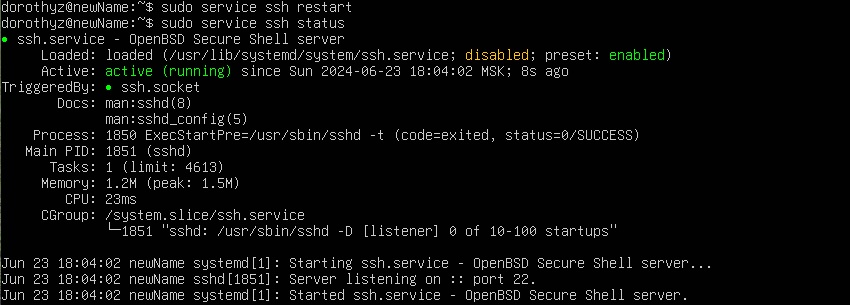 dorothyz@newName:~$ sudo service ssh restart
dorothyz@newName:~$ sudo service ssh status
● ssh.service - OpenBSD Secure Shell server
     Loaded: loaded (/usr/lib/systemd/system/ssh.service; disabled; preset: enabled)
     Active: active (running) since Sun 2024-06-23 18:04:02 MSK; 8s ago
TriggeredBy: ● ssh.socket
       Docs: man:sshd(8)
             man:sshd_config(5)
    Process: 1850 ExecStartPre=/usr/sbin/sshd -t (code=exited, status=0/SUCCESS)
   Main PID: 1851 (sshd)
      Tasks: 1 (limit: 4613)
     Memory: 1.2M (peak: 1.5M)
        CPU: 23ms
     CGroup: /system.slice/ssh.service
             └─1851 "sshd: /usr/sbin/sshd -D [listener] 0 of 10-100 startups"

Jun 23 18:04:02 newName systemd[1]: Starting ssh.service - OpenBSD Secure Shell server...
Jun 23 18:04:02 newName sshd[1851]: Server listening on :: port 22.
Jun 23 18:04:02 newName systemd[1]: Started ssh.service - OpenBSD Secure Shell server.